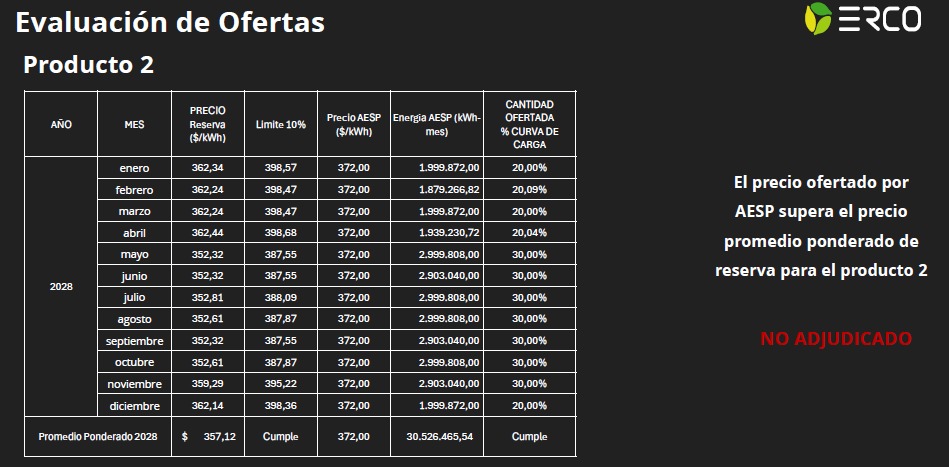 Evaluación de Ofertas
ERCO
Producto 2
AÑO MES PRECIO Reserva ($/kWh) Limite 10% Precio AESP ($/kWh) Energia AESP (kWh-mes) CANTIDAD OFERTADA % CURVA DE CARGA
2028
enero 362,34 398,57 372,00 1.999.872,00 20,00%
febrero 362,24 398,47 372,00 1.879.266,82 20,09%
marzo 362,24 398,47 372,00 1.999.872,00 20,00%
abril 362,44 398,68 372,00 1.939.230,72 20,04%
mayo 352,32 387,55 372,00 2.999.808,00 30,00%
junio 352,32 387,55 372,00 2.903.040,00 30,00%
julio 352,81 388,09 372,00 2.999.808,00 30,00%
agosto 352,61 387,87 372,00 2.999.808,00 30,00%
septiembre 352,32 387,55 372,00 2.903.040,00 30,00%
octubre 352,61 387,87 372,00 2.999.808,00 30,00%
noviembre 359,29 395,22 372,00 2.903.040,00 30,00%
diciembre 362,14 398,36 372,00 1.999.872,00 20,00%
Promedio Ponderado 2028 $ 357,12 Cumple 372,00 30.526.465,54 Cumple
El precio ofertado por
AESP supera el precio
promedio ponderado de
reserva para el producto 2
NO ADJUDICADO